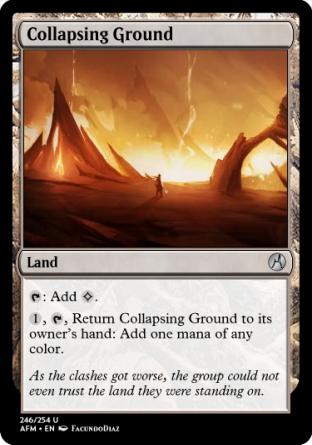 Collapsing Ground
Land
: Add .
1, , Return Collapsing Ground to its
owner's hand: Add one mana of any
color.
As the clashes got worse, the group could not
even trust the land they were standing on.
246/254 U
AFM • EN FacundoDiaz